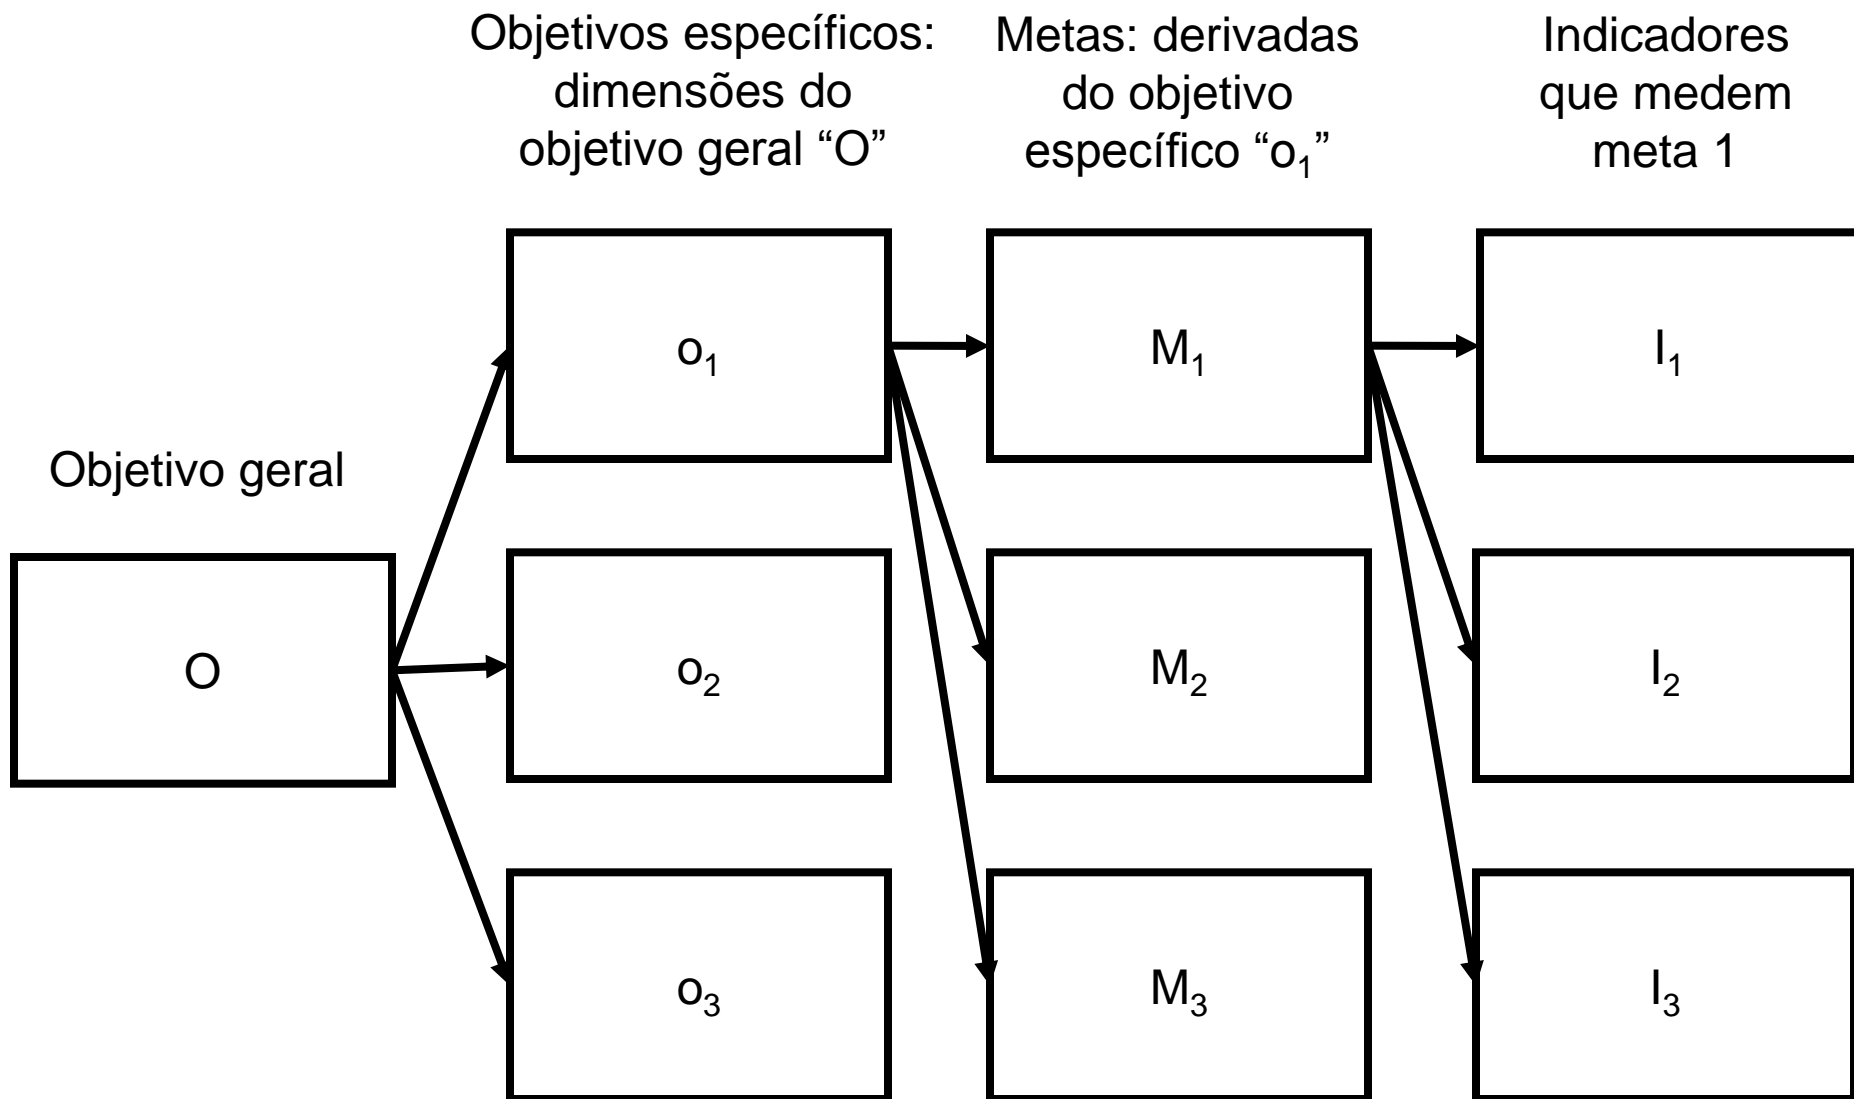 Objetivos específicos:
dimensões do
objetivo geral “O”
Metas: derivadas
do objetivo
específico “o₁”
Indicadores
que medem
meta 1
Objetivo geral
O
o₁
M₁
I₁
o₂
M₂
I₂
o₃
M₃
I₃